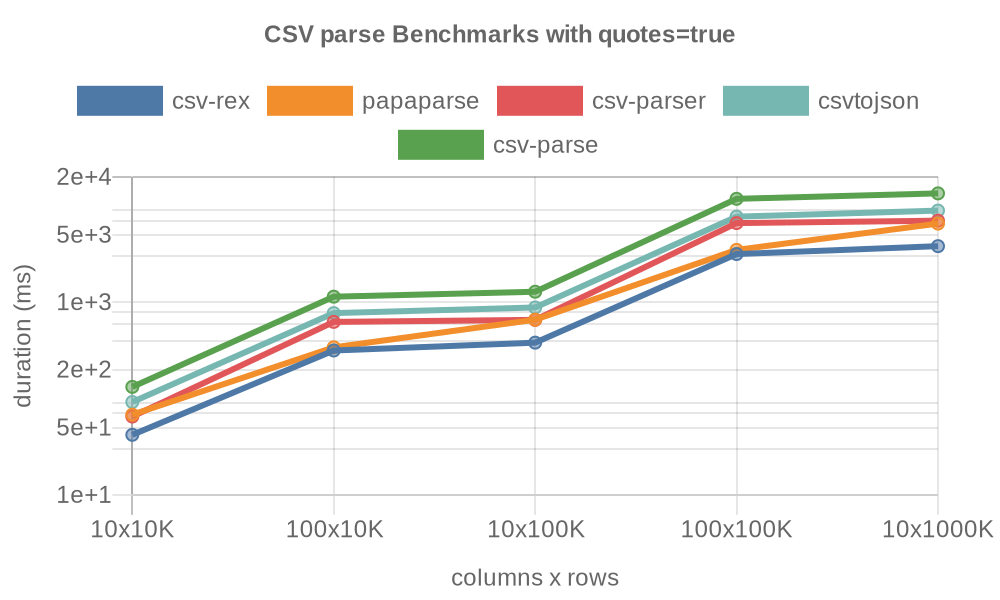 CSV parse Benchmarks with quotes=true
csv-rex papaparse csv-parser csvtojson
csv-parse
2e+4
5e+3
1e+3
2e+2
5e+1
1e+1
duration (ms)
10x10K 100x10K 10x100K 100x100K 10x1000K
columns x rows